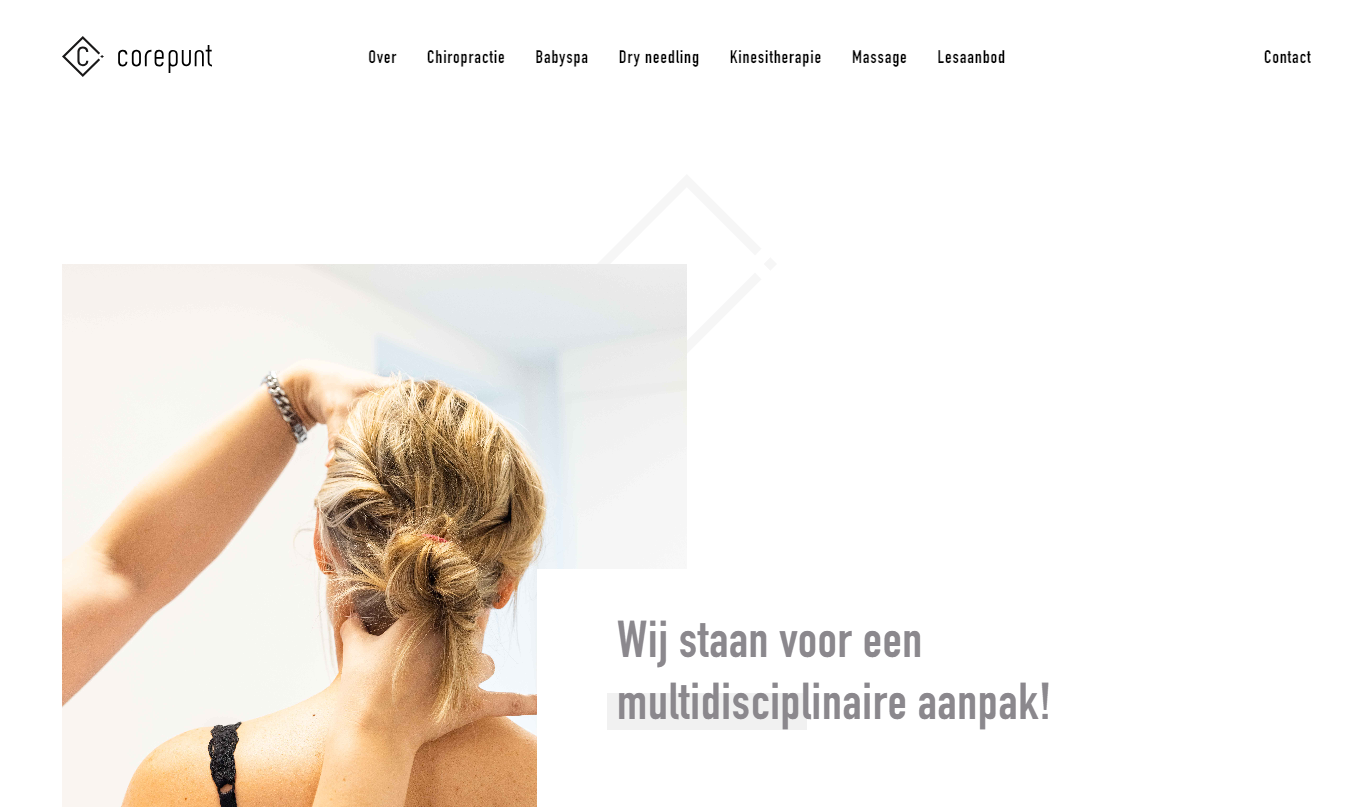 C corepunt
Over Chiropractie Babyspa Dry needling Kinesitherapie Massage Lesaanbod Contact
Wij staan voor een
multidisciplinaire aanpak!